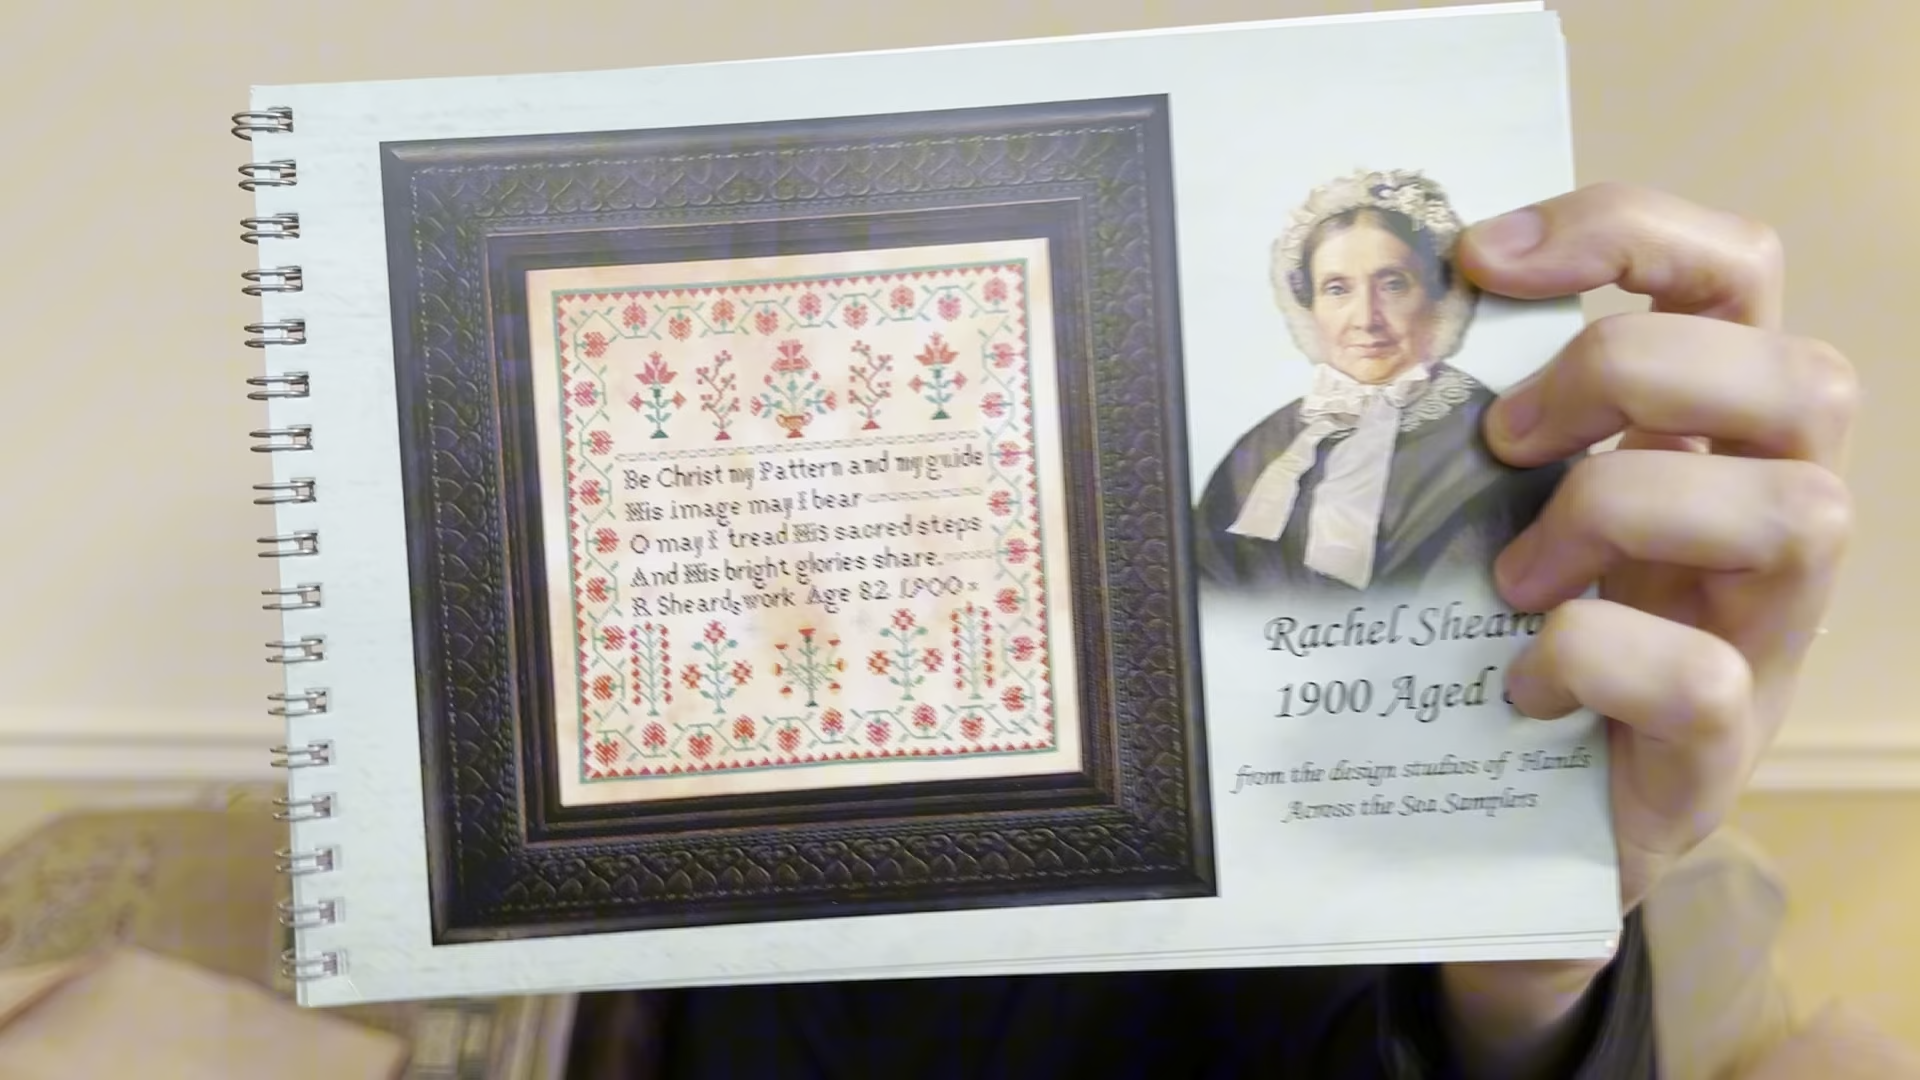 Be Christ my Pattern and my guide
His image may I bear
O may I tread His sacred steps
And His bright glories share.
R Sheards work Age 82 1900 x
Rachel Sheard
1900 Aged
from the design studios of Hands
Across the Sea Samplers